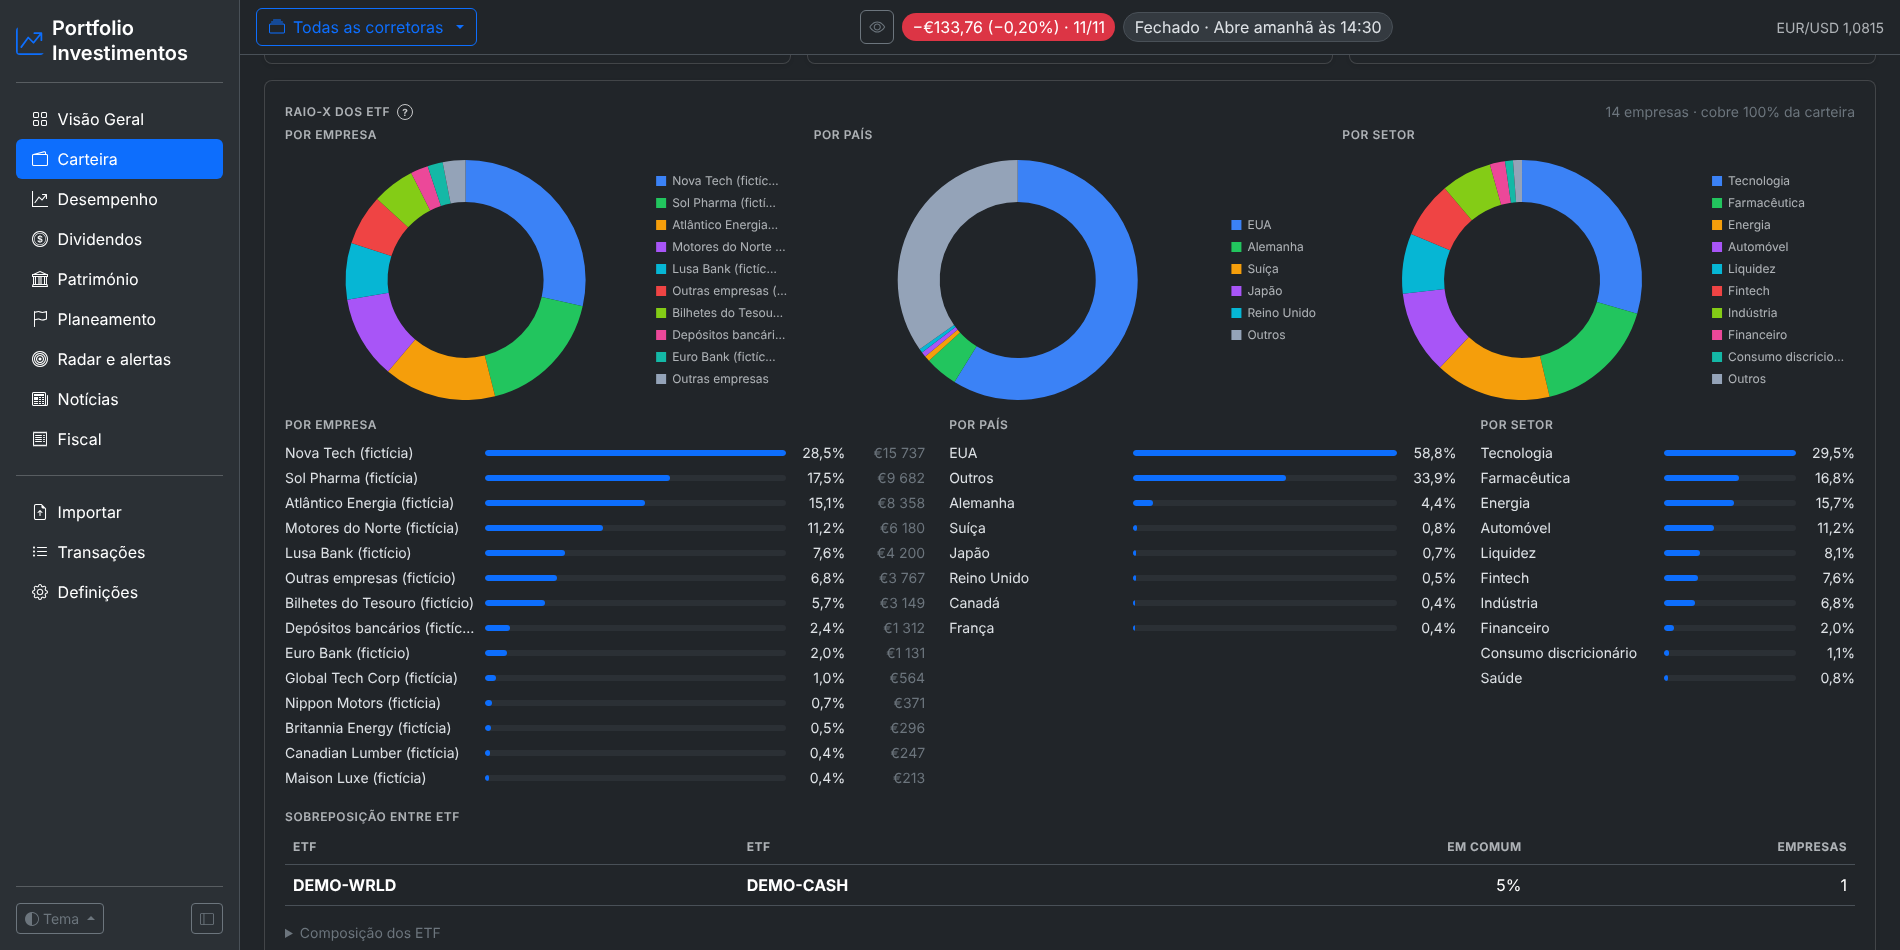 Portfolio
Investimentos
Visão Geral
Carteira
Desempenho
Dividendos
Património
Planeamento
Radar e alertas
Notícias
Fiscal
Importar
Transações
Definições
Tema
Todas as corretoras
−€133,76 (−0,20%) · 11/11
Fechado · Abre amanhã às 14:30
EUR/USD 1,0815
RAIO-X DOS ETF ?
14 empresas · cobre 100% da carteira
POR EMPRESA
Nova Tech (fictíc...
Sol Pharma (fictí...
Atlântico Energia...
Motores do Norte ...
Lusa Bank (fictíc...
Outras empresas (...
Bilhetes do Tesou...
Depósitos bancári...
Euro Bank (fictíc...
Outras empresas
POR PAÍS
EUA
Alemanha
Suíça
Japão
Reino Unido
Outros
POR SETOR
Tecnologia
Farmacêutica
Energia
Automóvel
Liquidez
Fintech
Indústria
Financeiro
Consumo discricio...
Outros
POR EMPRESA
Nova Tech (fictícia) 28,5% €15 737
Sol Pharma (fictícia) 17,5% €9 682
Atlântico Energia (fictícia) 15,1% €8 358
Motores do Norte (fictícia) 11,2% €6 180
Lusa Bank (fictício) 7,6% €4 200
Outras empresas (fictício) 6,8% €3 767
Bilhetes do Tesouro (fictício) 5,7% €3 149
Depósitos bancários (fictíc... 2,4% €1 312
Euro Bank (fictício) 2,0% €1 131
Global Tech Corp (fictícia) 1,0% €564
Nippon Motors (fictícia) 0,7% €371
Britannia Energy (fictícia) 0,5% €296
Canadian Lumber (fictícia) 0,4% €247
Maison Luxe (fictícia) 0,4% €213
POR PAÍS
EUA 58,8%
Outros 33,9%
Alemanha 4,4%
Suíça 0,8%
Japão 0,7%
Reino Unido 0,5%
Canadá 0,4%
França 0,4%
POR SETOR
Tecnologia 29,5%
Farmacêutica 16,8%
Energia 15,7%
Automóvel 11,2%
Liquidez 8,1%
Fintech 7,6%
Indústria 6,8%
Financeiro 2,0%
Consumo discricionário 1,1%
Saúde 0,8%
SOBREPOSIÇÃO ENTRE ETF
ETF ETF EM COMUM EMPRESAS
DEMO-WRLD DEMO-CASH 5% 1
Composição dos ETF